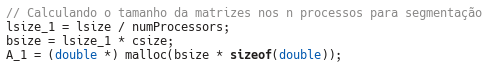 // Calculando o tamanho da matrizes nos n processos para segmentação
lsize_1 = lsize / numProcessors;
bsize = lsize_1 * csize;
A_1 = (double *) malloc(bsize * sizeof(double));